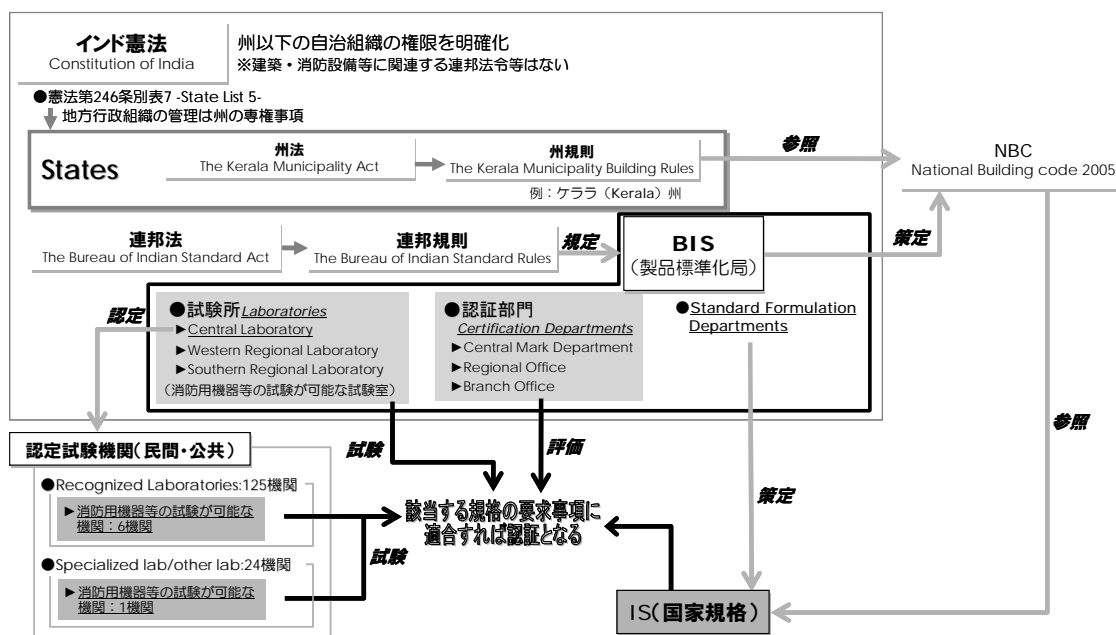 インド憲法
Constitution of India
州以下の自治組織の権限を明確化
※建築・消防設備等に関連する連邦法令等はない
●憲法第246条別表7 -State List 5-
地方行政組織の管理は州の専権事項
States
州法
The Kerala Municipality Act
州規則
The Kerala Municipality Building Rules
例：ケララ（Kerala）州
参照
NBC
National Building code 2005
連邦法
The Bureau of Indian Standard Act
連邦規則
The Bureau of Indian Standard Rules
規定
BIS
（製品標準化局）
策定
認定
●試験所Laboratories
►Central Laboratory
►Western Regional Laboratory
►Southern Regional Laboratory
（消防用機器等の試験が可能な試験室）
●認証部門
Certification Departments
►Central Mark Department
►Regional Office
►Branch Office
●Standard Formulation
Departments
認定試験機関（民間・公共）
●Recognized Laboratories:125機関
►消防用機器等の試験が可能な
機関：6機関
●Specialized lab/other lab:24機関
►消防用機器等の試験が可能な
機関：1機関
試験
評価
試験
該当する規格の要求事項に
適合すれば認証となる
策定
参照
IS(国家規格)